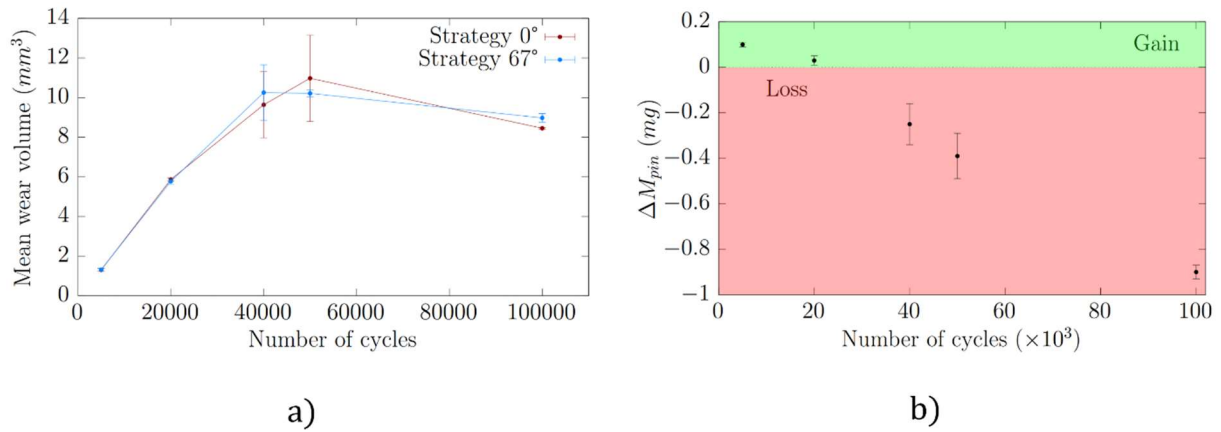 14
12
10
8
6
4
2
0
Mean wear volume (mm³)
Strategy 0°
Strategy 67°
0 20000 40000 60000 80000 100000
Number of cycles
a)
0.2
0
−0.2
−0.4
−0.6
−0.8
−1
ΔM_pin (mg)
Gain
Loss
0 20 40 60 80 100
Number of cycles (×10³)
b)